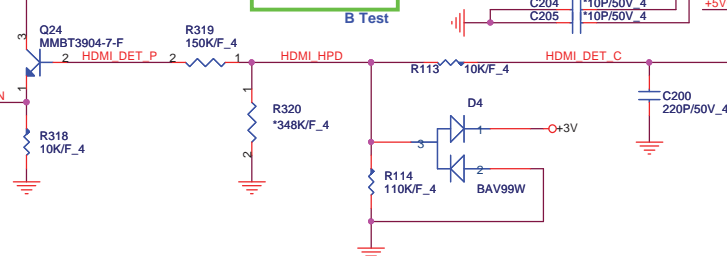 C204
*10P/50V_4
+5V
C205
*10P/50V_4
B Test
Q24
MMBT3904-7-F
3
2
1
HDMI_DET_P
R319
150K/F_4
2
1
HDMI_HPD
R113
10K/F_4
HDMI_DET_C
C200
220P/50V_4
N
R318
10K/F_4
1
R320
*348K/F_4
2
D4
3
1
+3V
2
BAV99W
R114
110K/F_4